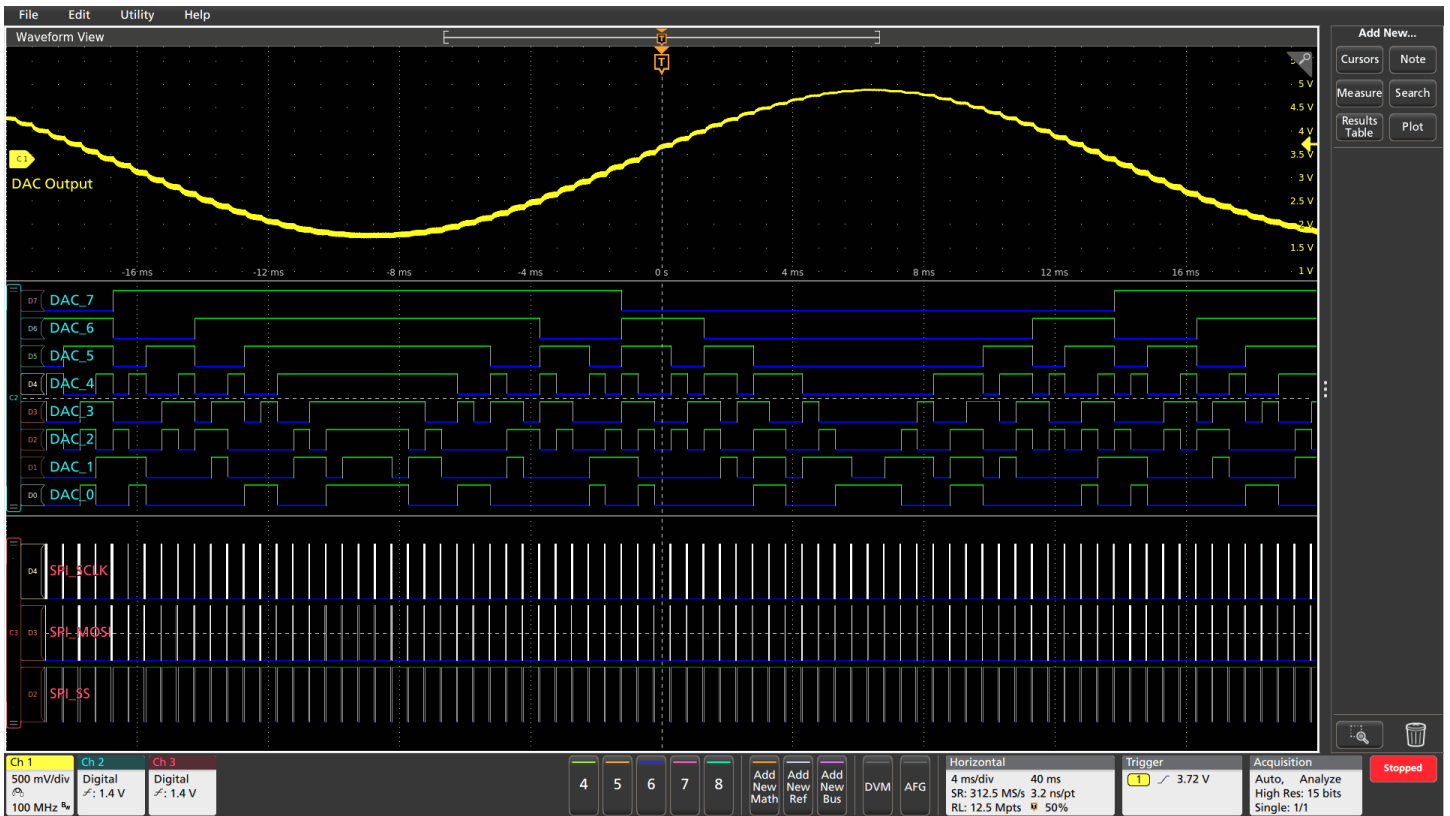 File Edit Utility Help
Waveform View
Add New...
T
T
Cursors Note
5 V
Measure Search
4.5 V
Results Table Plot
4 V
C 1
3.5 V
DAC Output
3 V
2.5 V
2 V
1.5 V
-16 ms -12 ms -8 ms -4 ms 0 s 4 ms 8 ms 12 ms 16 ms
1 V
D7 DAC_7
D6 DAC_6
D5 DAC_5
D4 DAC_4
C2
D3 DAC_3
D2 DAC_2
D1 DAC_1
D0 DAC_0
D4 SPI_SCLK
C3 D3 SPI_MOSI
D2 SPI_SS
Ch 1
500 mV/div
100 MHz Bw
Ch 2
Digital
: 1.4 V
Ch 3
Digital
: 1.4 V
4 5 6 7 8
Add New Math
Add New Ref
Add New Bus
DVM AFG
Horizontal
4 ms/div 40 ms
SR: 312.5 MS/s 3.2 ns/pt
RL: 12.5 Mpts 50%
Trigger
1 3.72 V
Acquisition
Auto, Analyze
High Res: 15 bits
Single: 1/1
Stopped